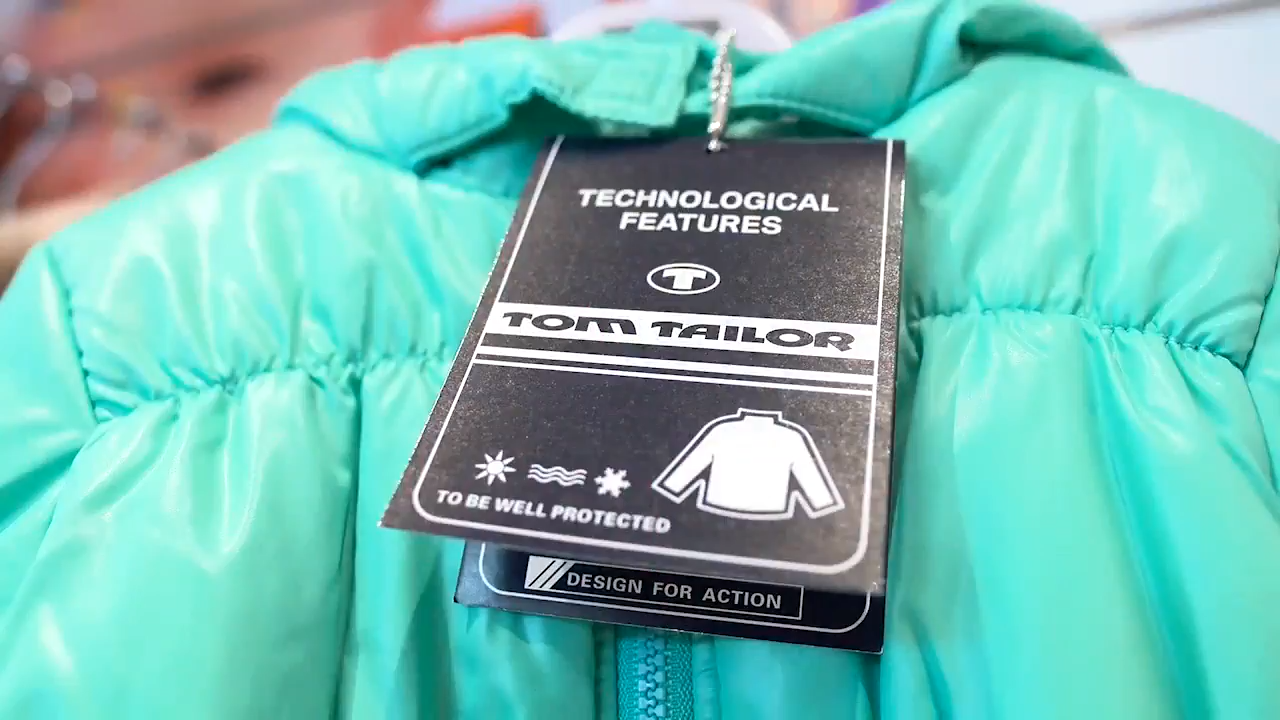 TECHNOLOGICAL
FEATURES
T
TOM TAILOR
TO BE WELL PROTECTED
DESIGN FOR ACTION